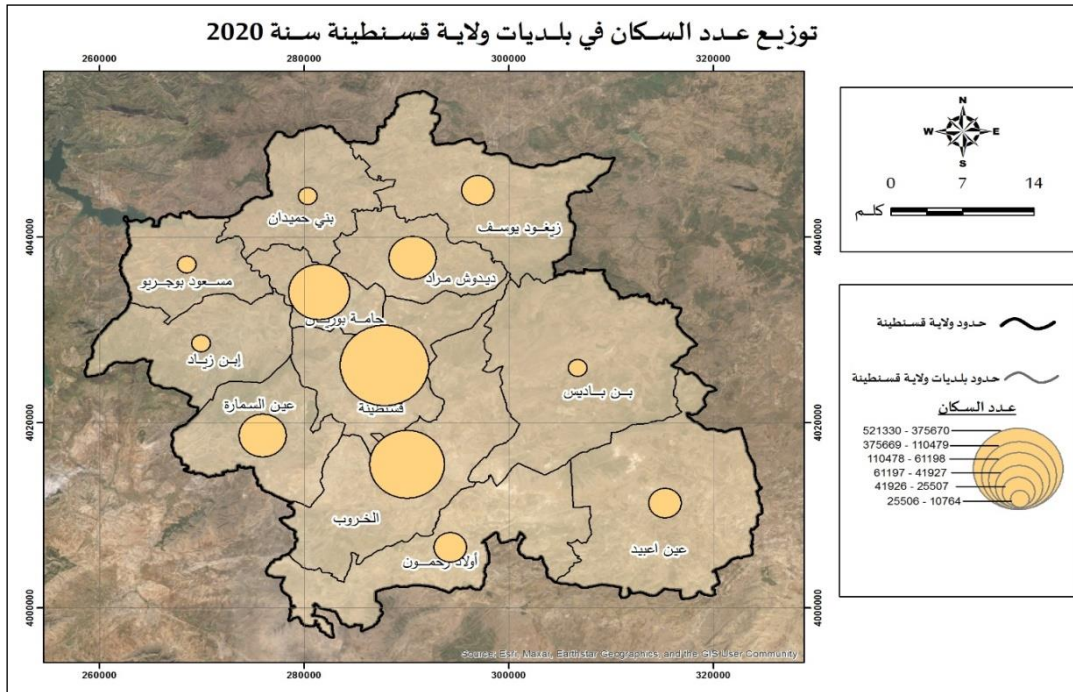 توزيع عدد السكان في بلديات ولاية قسنطينة سنة 2020
260000 280000 300000 320000
4040000 4040000
4020000 4020000
4000000 4000000
زيغود يوسف
بني حميدان
ديدوش مراد
مسعود بوجريو
حامة بوزيان
إبن زياد
بن باديس
عين السمارة
قسنطينة
الخروب
عين اعبيد
أولاد رحمون
Source: Esri, Maxar, Earthstar Geographics, and the GIS User Community
260000 280000 300000 320000
N
W E
S
0 7 14
كلم
حدود ولاية قسنطينة
حدود بلديات ولاية قسنطينة
عدد السكان
521330 - 375670
375669 - 110479
110478 - 61198
61197 - 41927
41926 - 25507
25506 - 10764